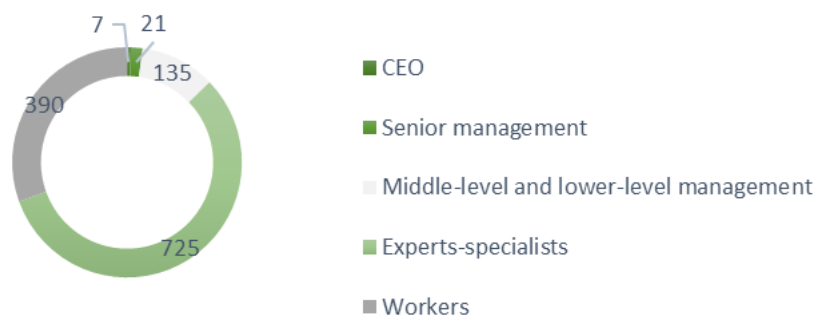 7
21
135
390
725
CEO
Senior management
Middle-level and lower-level management
Experts-specialists
Workers